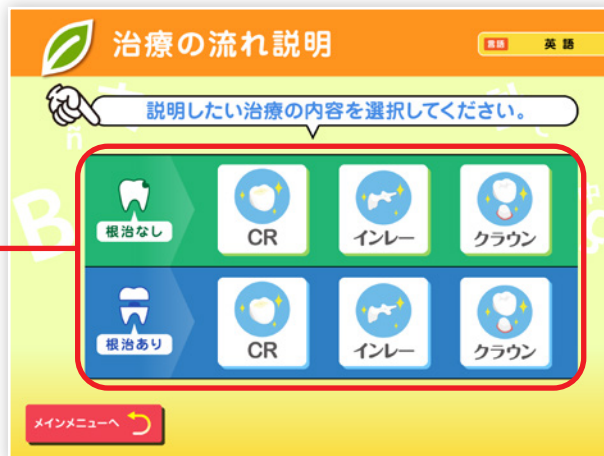 治療の流れ説明
言語 英語
説明したい治療の内容を選択してください。
根治なし
CR
インレー
クラウン
根治あり
CR
インレー
クラウン
メインメニューへ